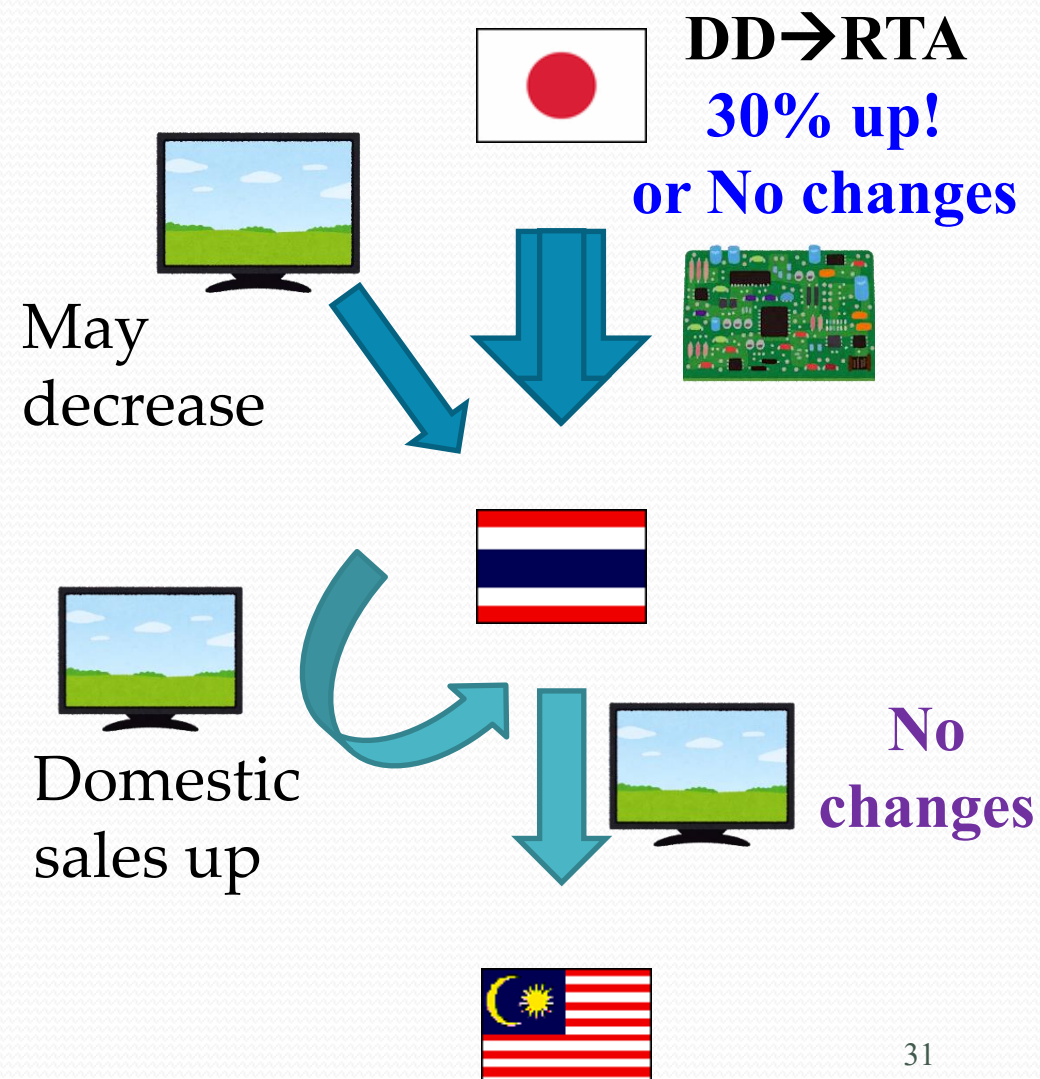 DD→RTA
30% up!
or No changes
May
decrease
Domestic
sales up
No
changes
31